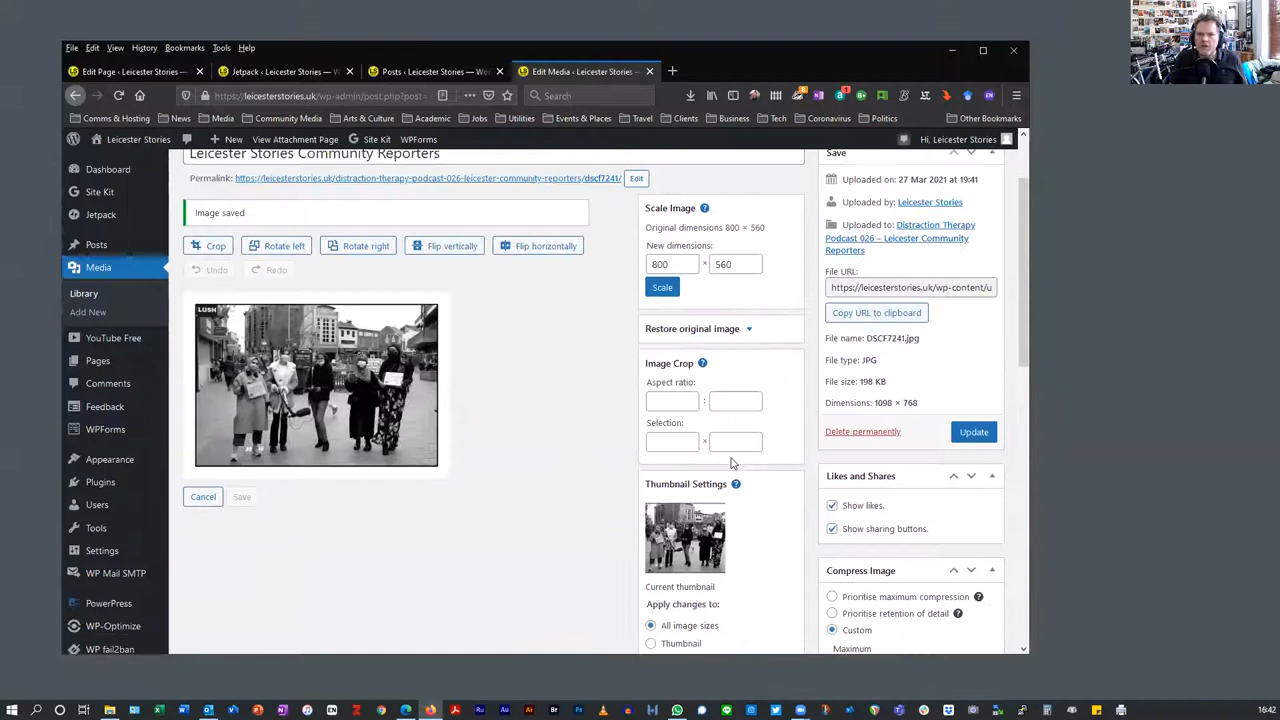 File Edit View History Bookmarks Tools Help
Edit Page ‹ Leicester Stories —
Jetpack ‹ Leicester Stories — W
Posts ‹ Leicester Stories — Wo
Edit Media ‹ Leicester Stories —
https://leicesterstories.uk/wp-admin/post.php?post=
Search
Comms & Hosting News Media Community Media Arts & Culture Academic Jobs Utilities Events & Places Travel Clients Business Tech Coronavirus Politics Other Bookmarks
Leicester Stories New View Attachment Page Site Kit WPForms Hi, Leicester Stories
Dashboard
Site Kit
Jetpack
Posts
Media
Library
Add New
YouTube Free
Pages
Comments
Feedback
WPForms
Appearance
Plugins
Users
Tools
Settings
WP Mail SMTP
PowerPress
WP-Optimize
WP fail2ban
Leicester Stories Community Reporters
Permalink: https://leicesterstories.uk/distraction-therapy-podcast-026-leicester-community-reporters/dscf7241/ Edit
Image saved
Crop Rotate left Rotate right Flip vertically Flip horizontally
Undo Redo
LUSH
Cancel Save
Scale Image
Original dimensions 800 × 560
New dimensions:
800 × 560
Scale
Restore original image
Image Crop
Aspect ratio:
:
Selection:
×
Thumbnail Settings
Current thumbnail
Apply changes to:
All image sizes
Thumbnail
Save
Uploaded on: 27 Mar 2021 at 19:41
Uploaded by: Leicester Stories
Uploaded to: Distraction Therapy
Podcast 026 – Leicester Community
Reporters
File URL:
https://leicesterstories.uk/wp-content/u
Copy URL to clipboard
File name: DSCF7241.jpg
File type: JPG
File size: 198 KB
Dimensions: 1098 × 768
Delete permanently Update
Likes and Shares
Show likes.
Show sharing buttons.
Compress Image
Prioritise maximum compression
Prioritise retention of detail
Custom
Maximum
16:42